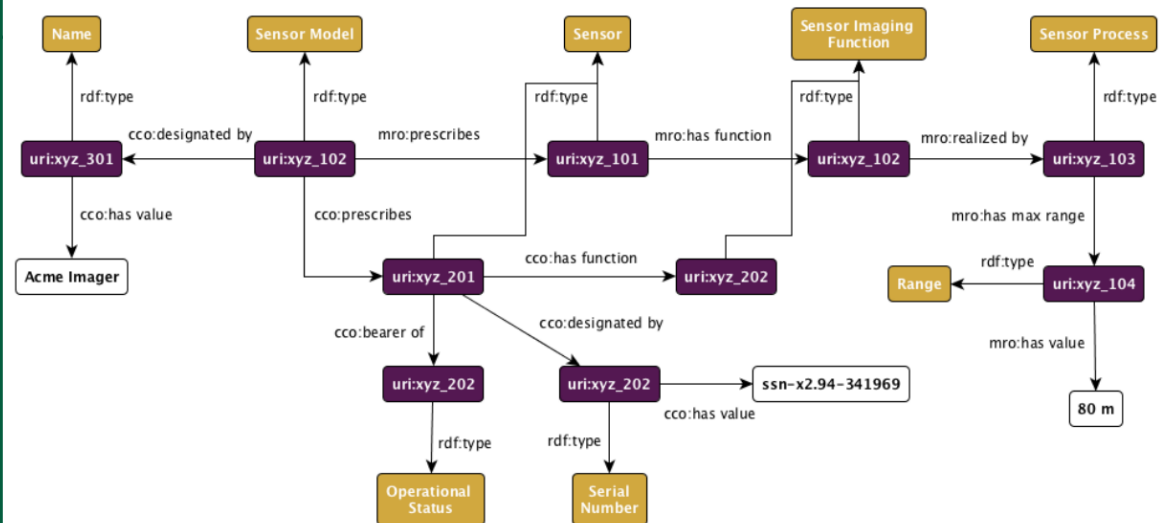 Name
Sensor Model
Sensor
Sensor Imaging
Function
Sensor Process
rdf:type
rdf:type
rdf:type
rdf:type
rdf:type
cco:designated by
mro:prescribes
mro:has function
mro:realized by
uri:xyz_301
uri:xyz_102
uri:xyz_101
uri:xyz_102
uri:xyz_103
cco:has value
cco:prescribes
mro:has max range
Acme Imager
uri:xyz_201
cco:has function
uri:xyz_202
Range
rdf:type
uri:xyz_104
cco:bearer of
cco:designated by
mro:has value
uri:xyz_202
uri:xyz_202
ssn-x2.94-341969
cco:has value
80 m
rdf:type
rdf:type
Operational
Status
Serial
Number